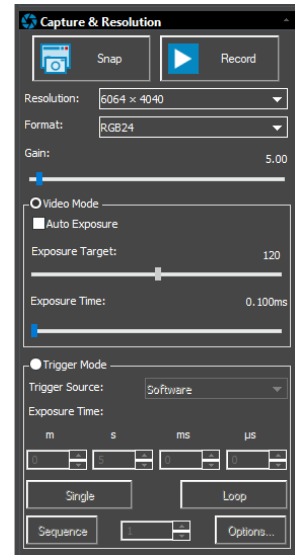 Capture & Resolution
Snap Record
Resolution: 6064 × 4040
Format: RGB24
Gain: 5.00
Video Mode
Auto Exposure
Exposure Target: 120
Exposure Time: 0.100ms
Trigger Mode
Trigger Source: Software
Exposure Time:
m s ms µs
0 5 0 0
Single Loop
Sequence 1 Options...